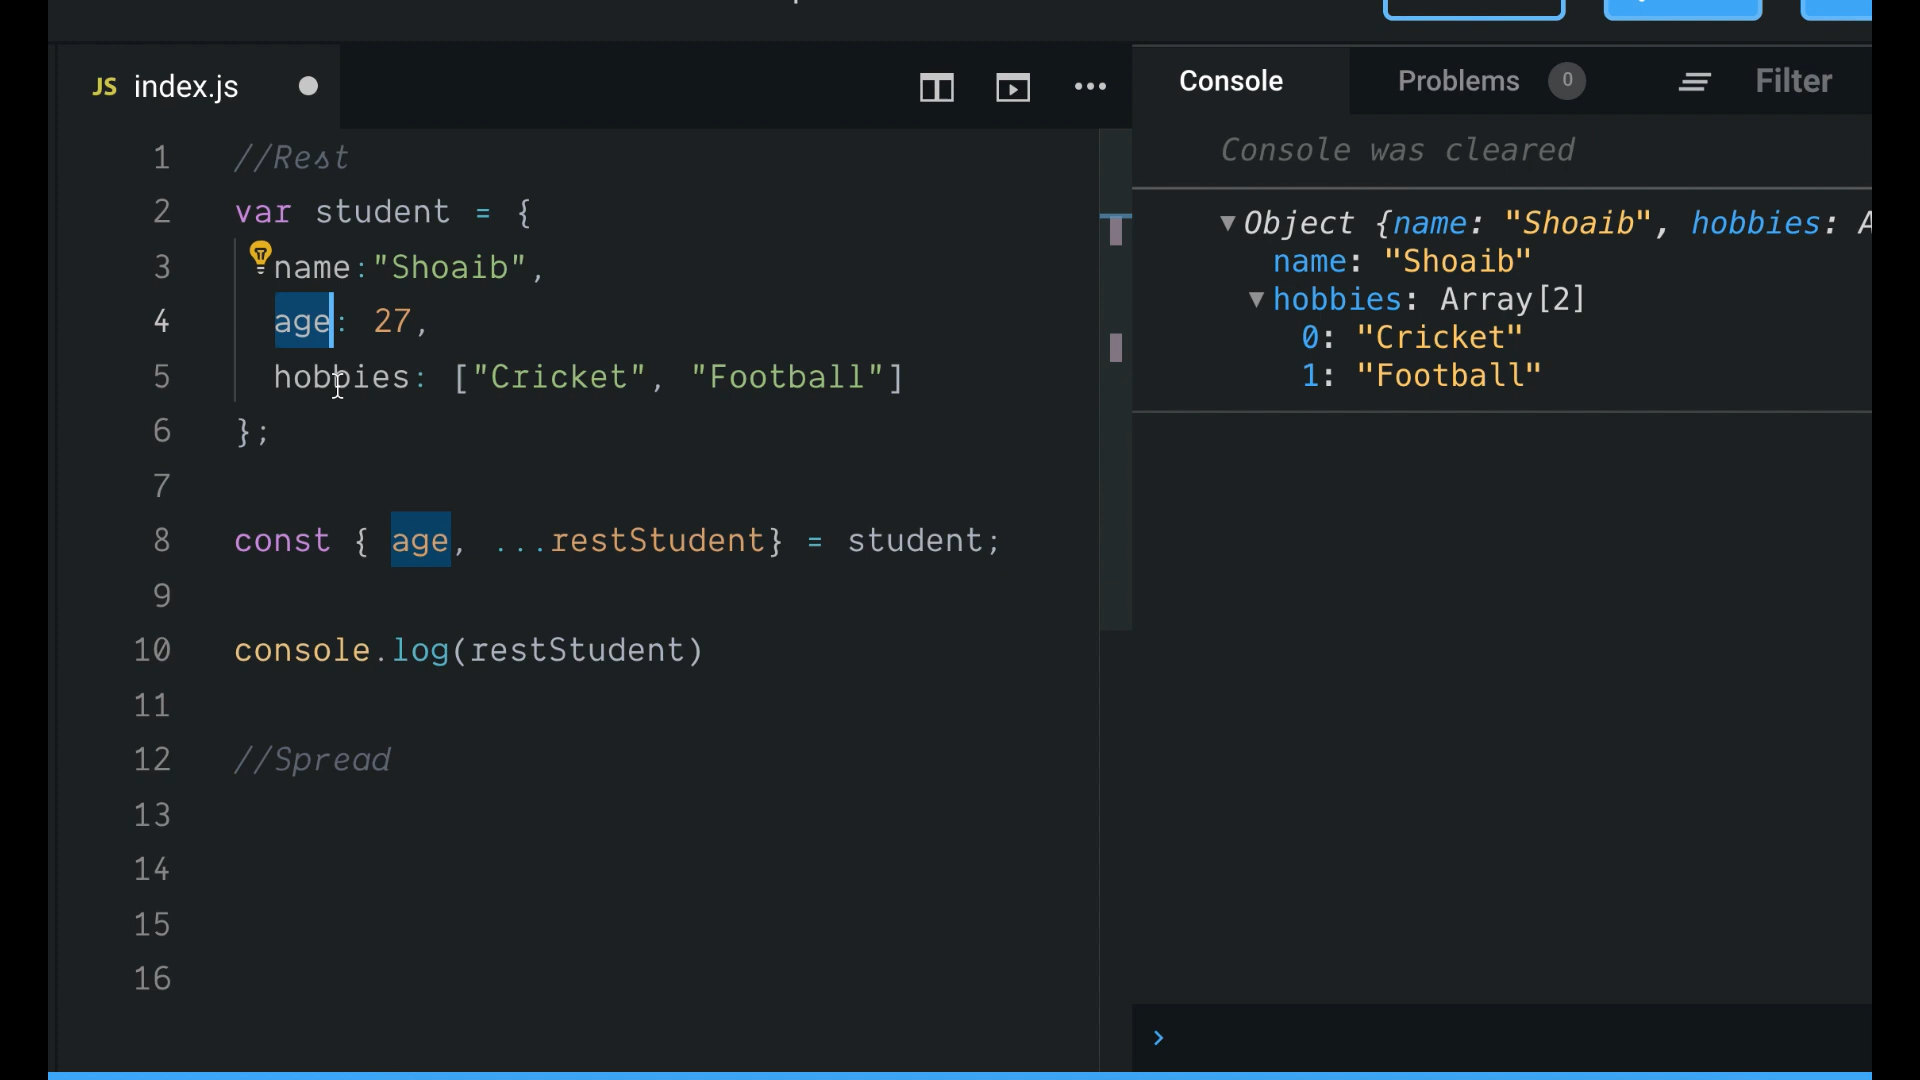 JS index.js
Console Problems 0 Filter
1 //Rest
2 var student = {
3 name:"Shoaib",
4 age: 27,
5 hobbies: ["Cricket", "Football"]
6 };
7
8 const { age, ...restStudent} = student;
9
10 console.log(restStudent)
11
12 //Spread
13
14
15
16
Console was cleared
Object {name: "Shoaib", hobbies: A
name: "Shoaib"
hobbies: Array[2]
0: "Cricket"
1: "Football"